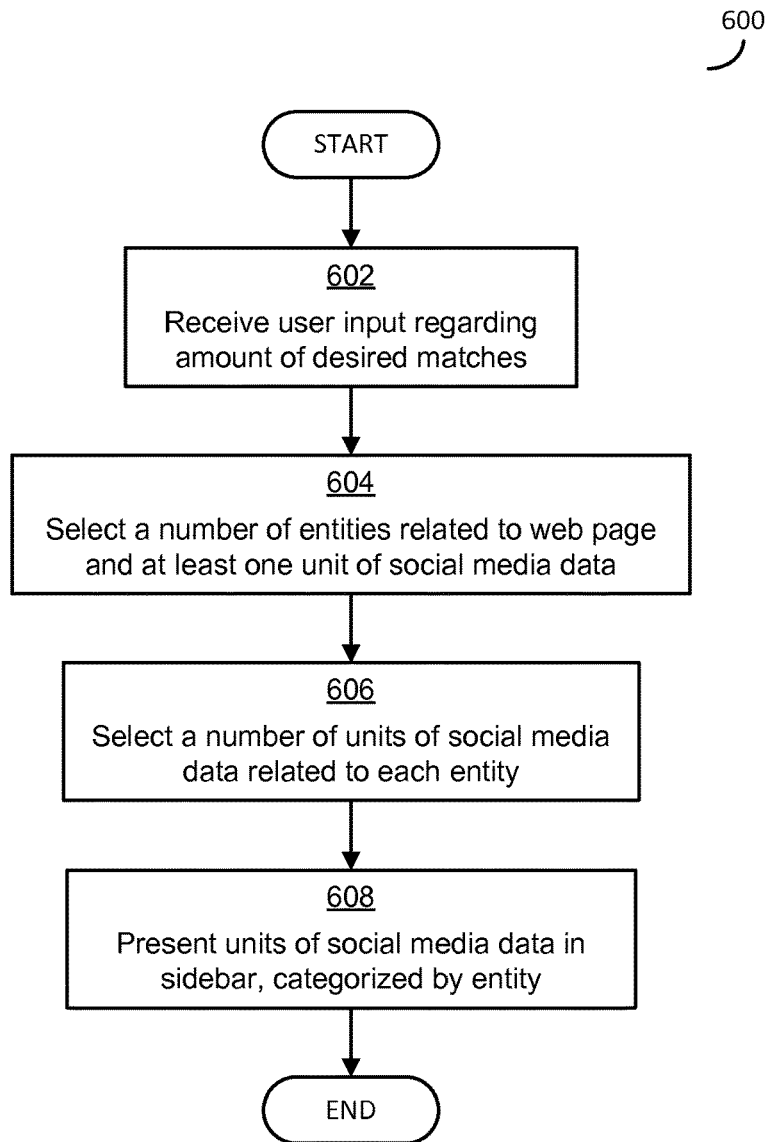 600
START
602
Receive user input regarding
amount of desired matches
604
Select a number of entities related to web page
and at least one unit of social media data
606
Select a number of units of social media
data related to each entity
608
Present units of social media data in
sidebar, categorized by entity
END